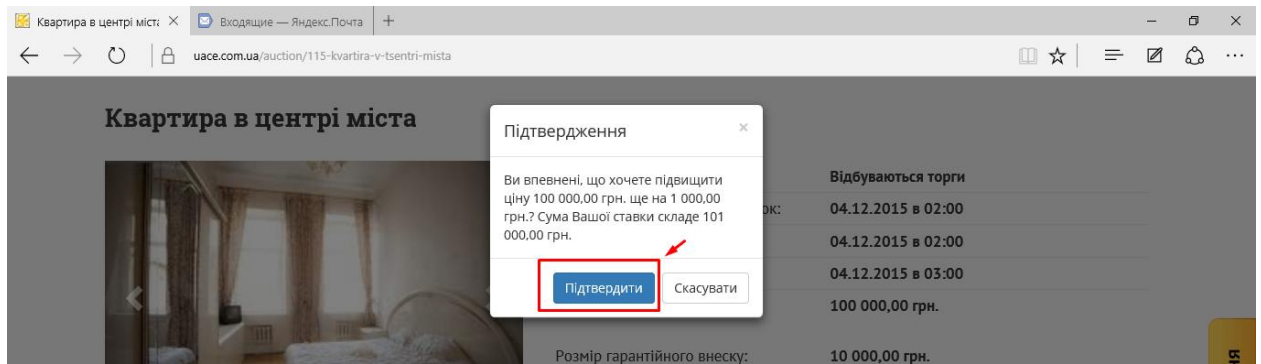 Квартира в центрі міста
Входящие — Яндекс.Почта
uace.com.ua/auction/115-kvartira-v-tsentri-mista
Квартира в центрі міста
Підтвердження
Ви впевнені, що хочете підвищити
ціну 100 000,00 грн. ще на 1 000,00
грн.? Сума Вашої ставки складе 101
000,00 грн.
Підтвердити Скасувати
Відбуваються торги
ок: 04.12.2015 в 02:00
04.12.2015 в 02:00
04.12.2015 в 03:00
100 000,00 грн.
Розмір гарантійного внеску: 10 000,00 грн.